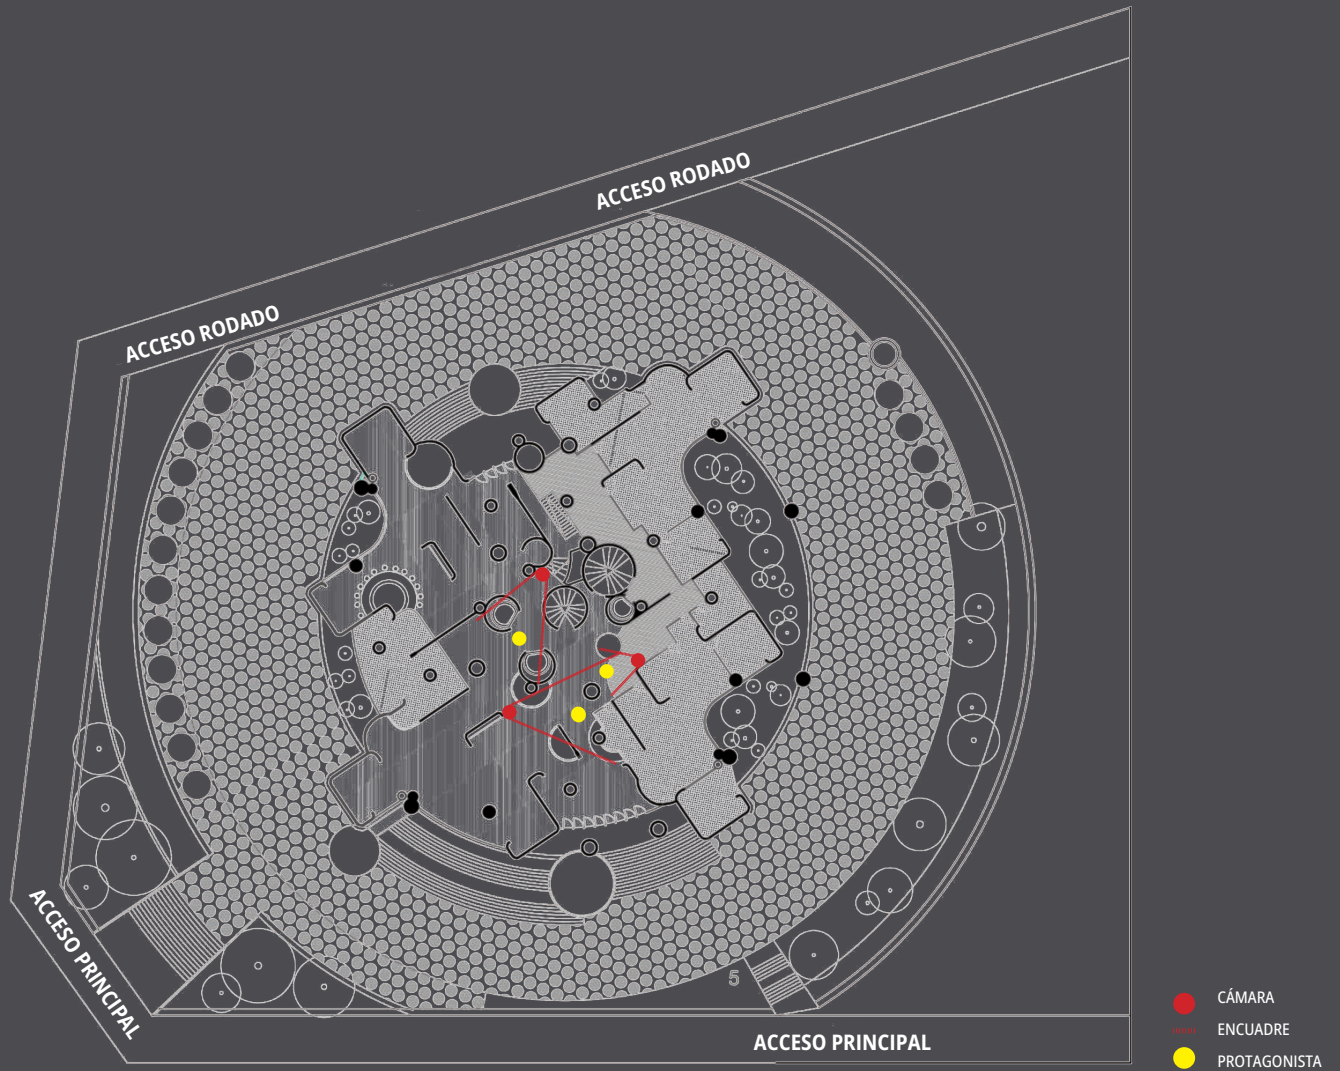 ACCESO RODADO
ACCESO RODADO
ACCESO PRINCIPAL
5
ACCESO PRINCIPAL
CÁMARA
ENCUADRE
PROTAGONISTA